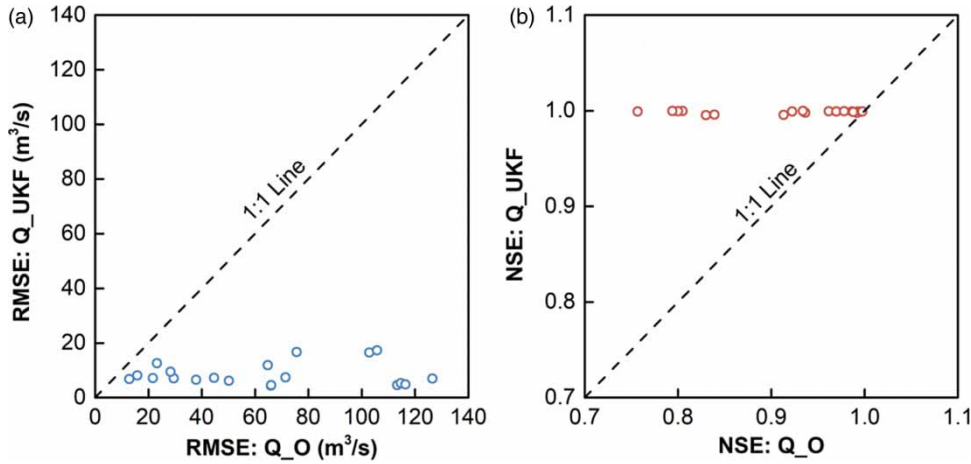 (a)
140
120
100
80
60
40
20
0
RMSE: Q_UKF (m³/s)
1:1 Line
0 20 40 60 80 100 120 140
RMSE: Q_O (m³/s)
(b)
1.1
1.0
0.9
0.8
0.7
NSE: Q_UKF
1:1 Line
0.7 0.8 0.9 1.0 1.1
NSE: Q_O